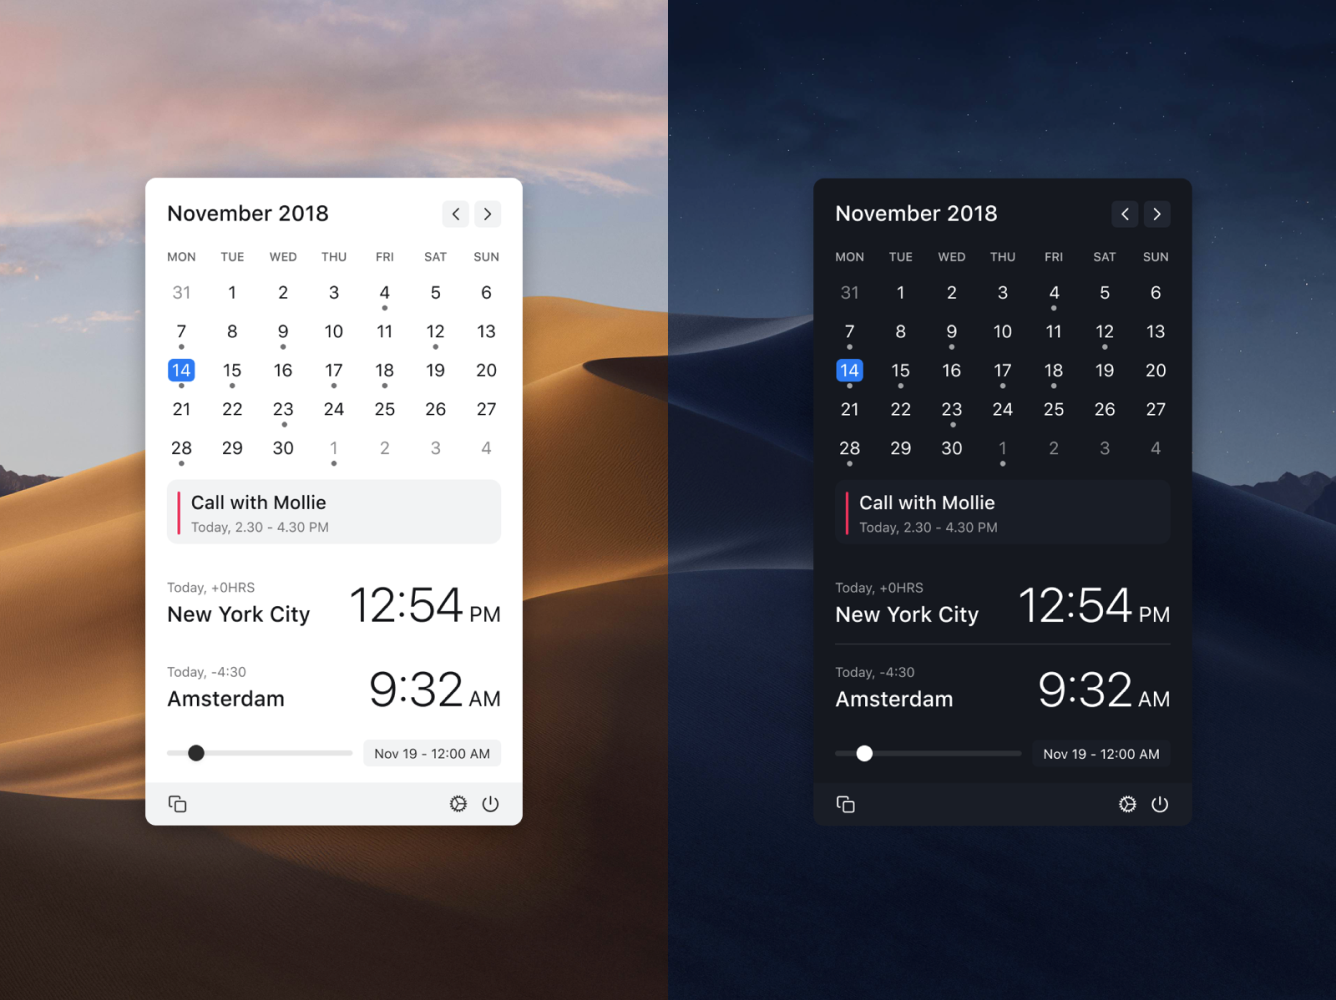 November 2018
MON TUE WED THU FRI SAT SUN
31 1 2 3 4 5 6
7 8 9 10 11 12 13
14 15 16 17 18 19 20
21 22 23 24 25 26 27
28 29 30 1 2 3 4
Call with Mollie
Today, 2.30 - 4.30 PM
Today, +0HRS
New York City 12:54 PM
Today, -4:30
Amsterdam 9:32 AM
Nov 19 - 12:00 AM
November 2018
MON TUE WED THU FRI SAT SUN
31 1 2 3 4 5 6
7 8 9 10 11 12 13
14 15 16 17 18 19 20
21 22 23 24 25 26 27
28 29 30 1 2 3 4
Call with Mollie
Today, 2.30 - 4.30 PM
Today, +0HRS
New York City 12:54 PM
Today, -4:30
Amsterdam 9:32 AM
Nov 19 - 12:00 AM